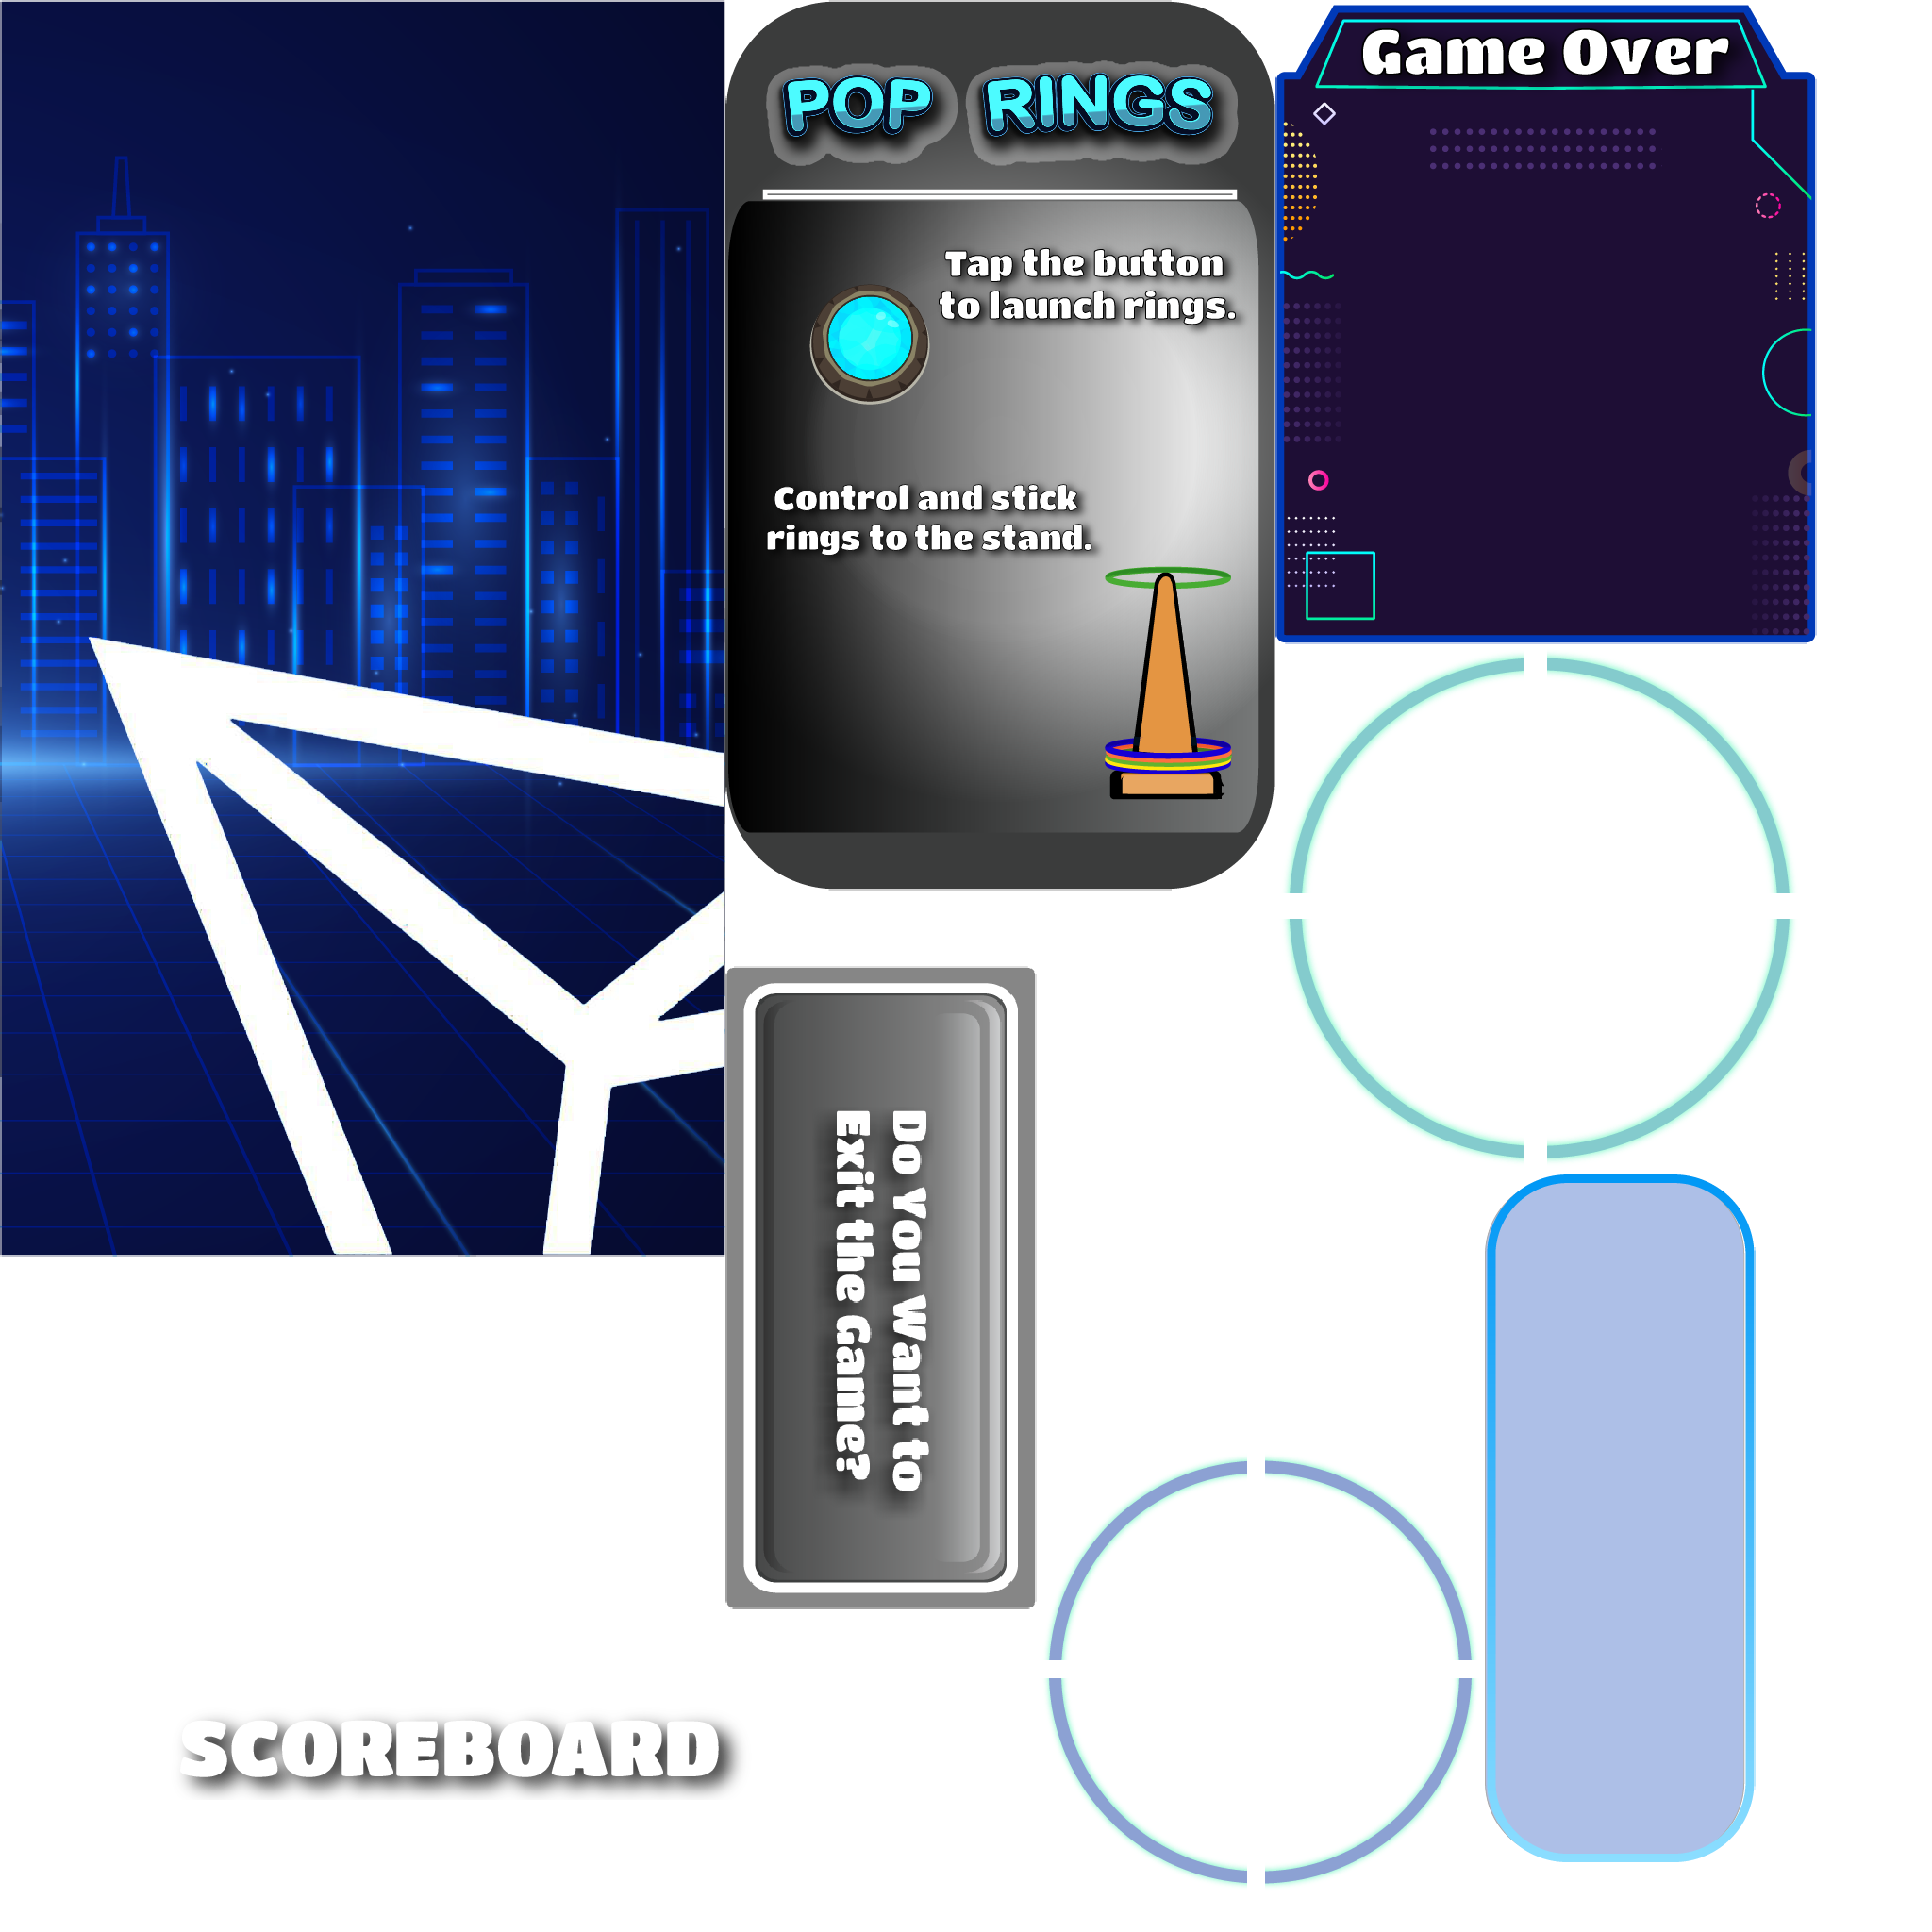 POP RINGS
Tap the button
to launch rings.
Control and stick
rings to the stand.
Game Over
Do You Want to
Exit the Game?
SCOREBOARD